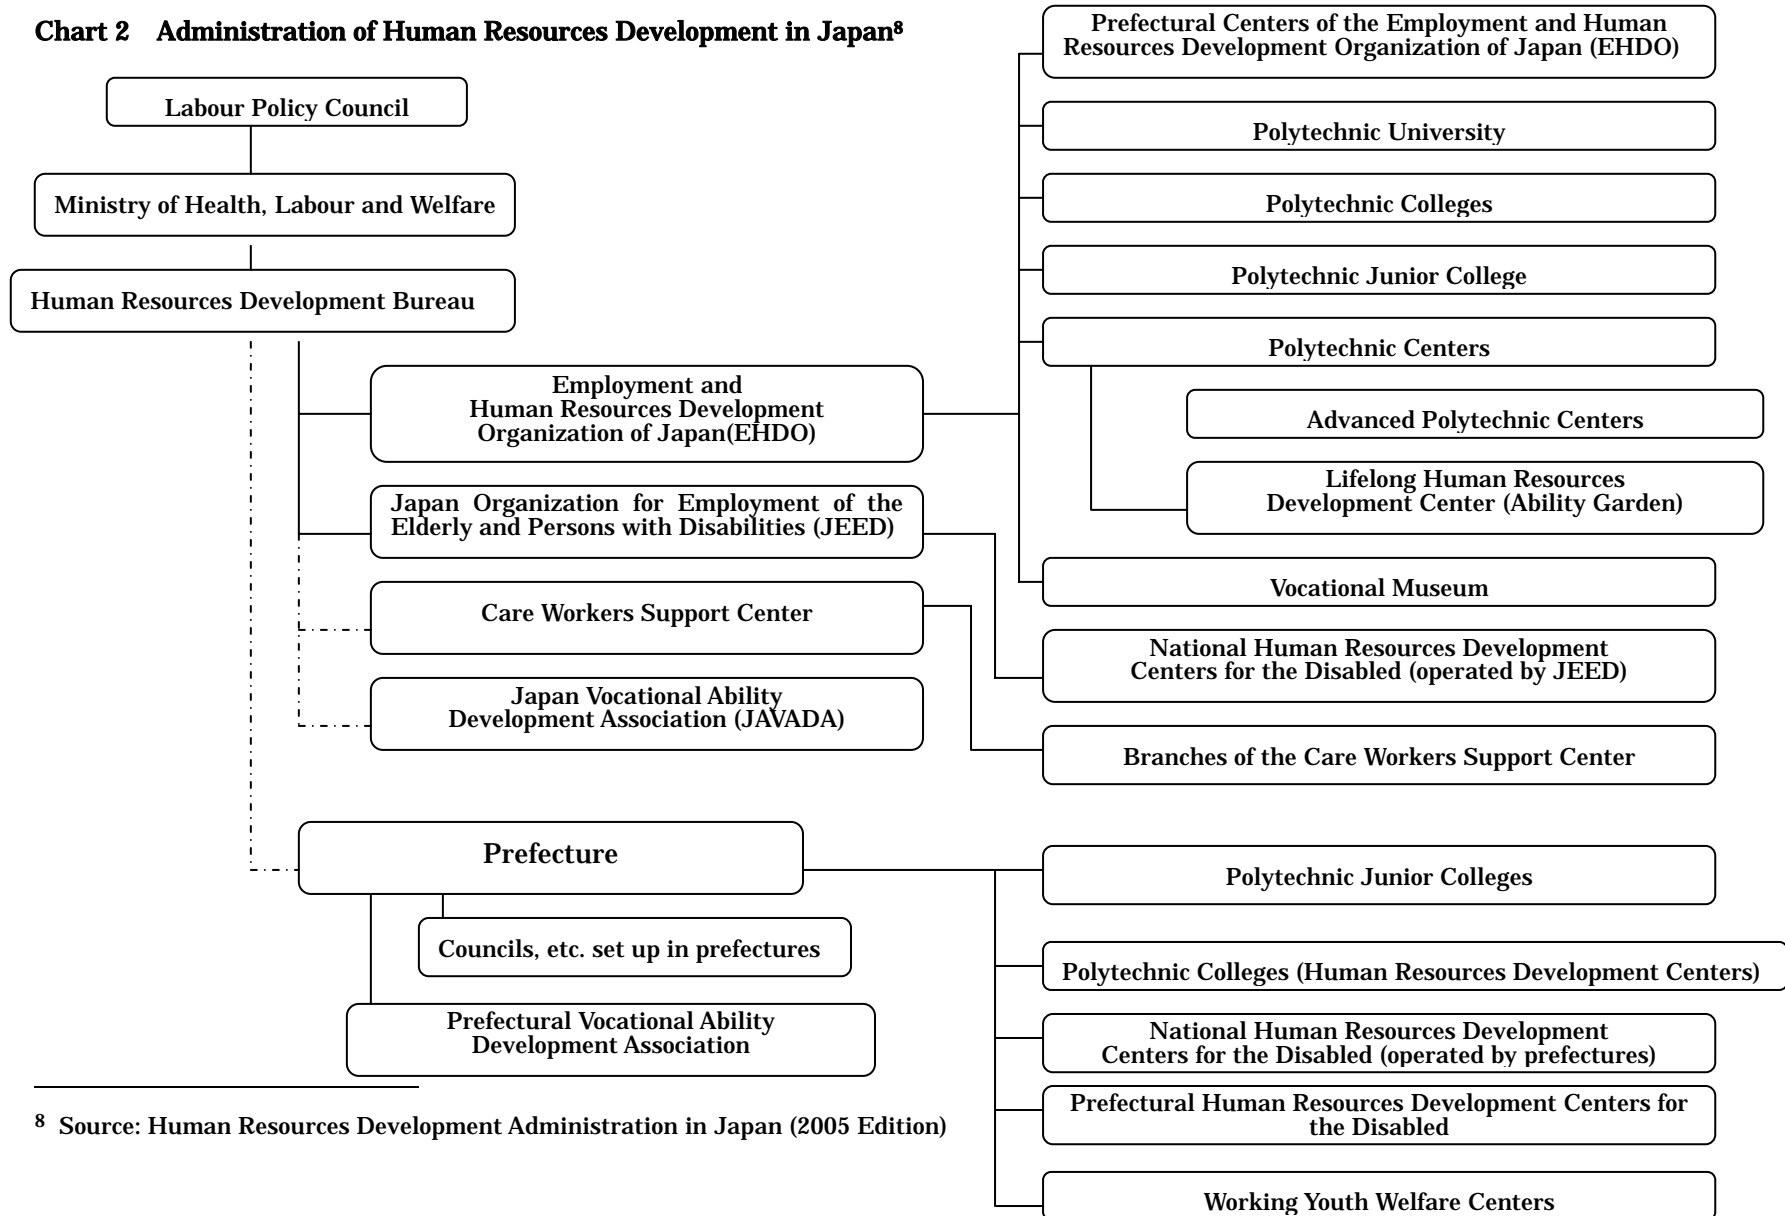 Chart 2 Administration of Human Resources Development in Japan⁸
Labour Policy Council
Ministry of Health, Labour and Welfare
Human Resources Development Bureau
Employment and
Human Resources Development
Organization of Japan(EHDO)
Japan Organization for Employment of the
Elderly and Persons with Disabilities (JEED)
Care Workers Support Center
Japan Vocational Ability
Development Association (JAVADA)
Prefecture
Councils, etc. set up in prefectures
Prefectural Vocational Ability
Development Association
Prefectural Centers of the Employment and Human
Resources Development Organization of Japan (EHDO)
Polytechnic University
Polytechnic Colleges
Polytechnic Junior College
Polytechnic Centers
Advanced Polytechnic Centers
Lifelong Human Resources
Development Center (Ability Garden)
Vocational Museum
National Human Resources Development
Centers for the Disabled (operated by JEED)
Branches of the Care Workers Support Center
Polytechnic Junior Colleges
Polytechnic Colleges (Human Resources Development Centers)
National Human Resources Development
Centers for the Disabled (operated by prefectures)
Prefectural Human Resources Development Centers for
the Disabled
Working Youth Welfare Centers
⁸ Source: Human Resources Development Administration in Japan (2005 Edition)